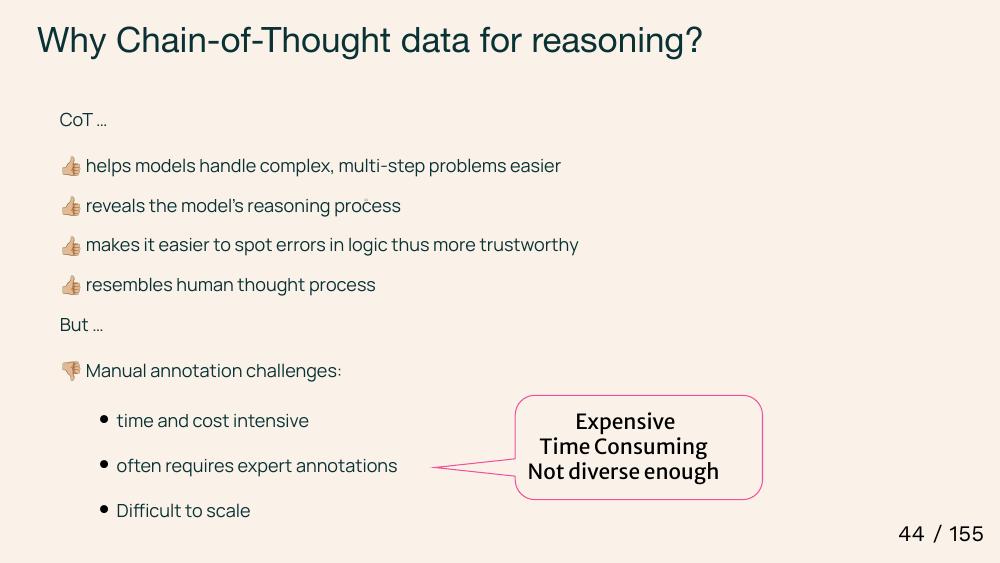 Why Chain-of-Thought data for reasoning?
CoT ...
👍🏼 helps models handle complex, multi-step problems easier
👍🏼 reveals the model's reasoning process
👍🏼 makes it easier to spot errors in logic thus more trustworthy
👍🏼 resembles human thought process
But ...
👎🏼 Manual annotation challenges:
• time and cost intensive
• often requires expert annotations
• Difficult to scale
Expensive
Time Consuming
Not diverse enough
44 / 155